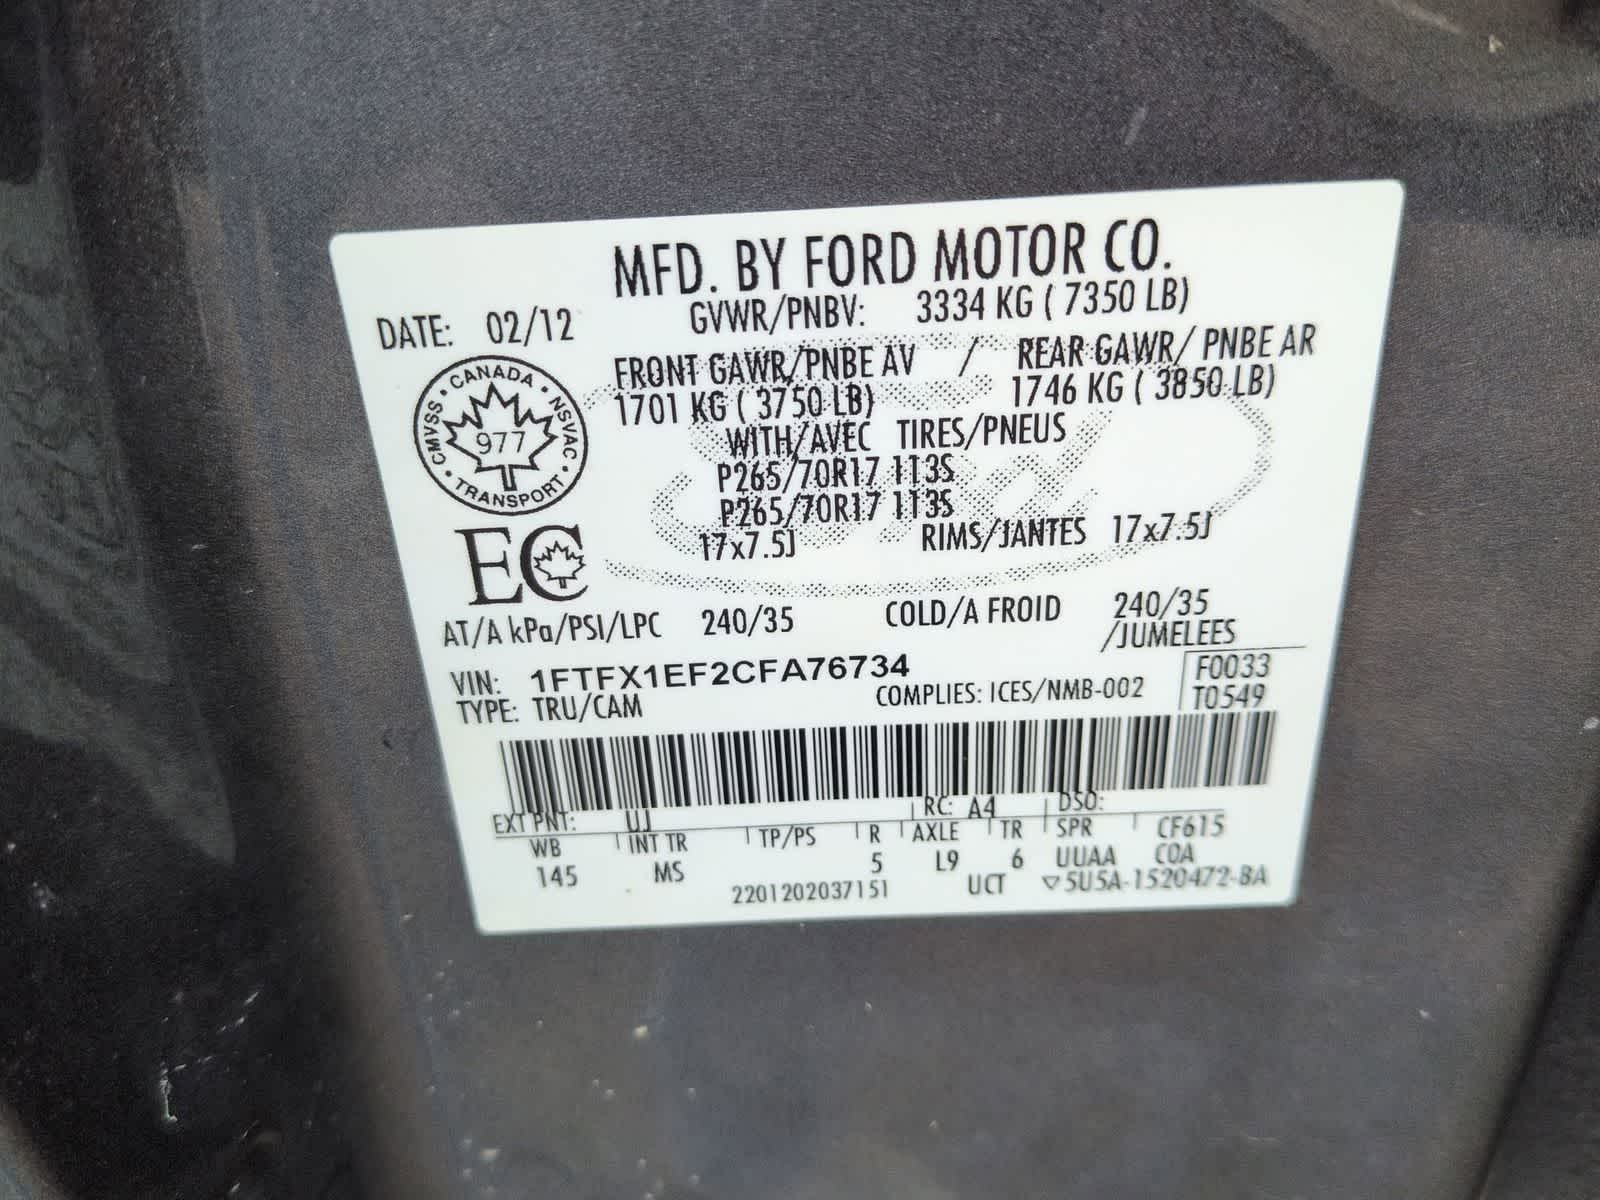 MFD. BY FORD MOTOR CO.
DATE: 02/12
GVWR/PNBV: 3334 KG ( 7350 LB)
FRONT GAWR/PNBE AV / REAR GAWR/ PNBE AR
1701 KG ( 3750 LB) 1746 KG ( 3850 LB)
WITH/AVEC TIRES/PNEUS
P265/70R17 113S
P265/70R17 113S
17x7.5J RIMS/JANTES 17x7.5J
CANADA
CMVSS
NSVAC
977
TRANSPORT
EC
AT/A kPa/PSI/LPC 240/35 COLD/A FROID 240/35
/JUMELEES
VIN: 1FTFX1EF2CFA76734
F0033
TYPE: TRU/CAM COMPLIES: ICES/NMB-002 T0549
EXT PNT: UJ RC: A4 DSO:
WB INT TR TP/PS R AXLE TR SPR CF615
145 MS 5 L9 6 UUAA COA
2201202037151 UCT ▽5U5A-1520472-BA